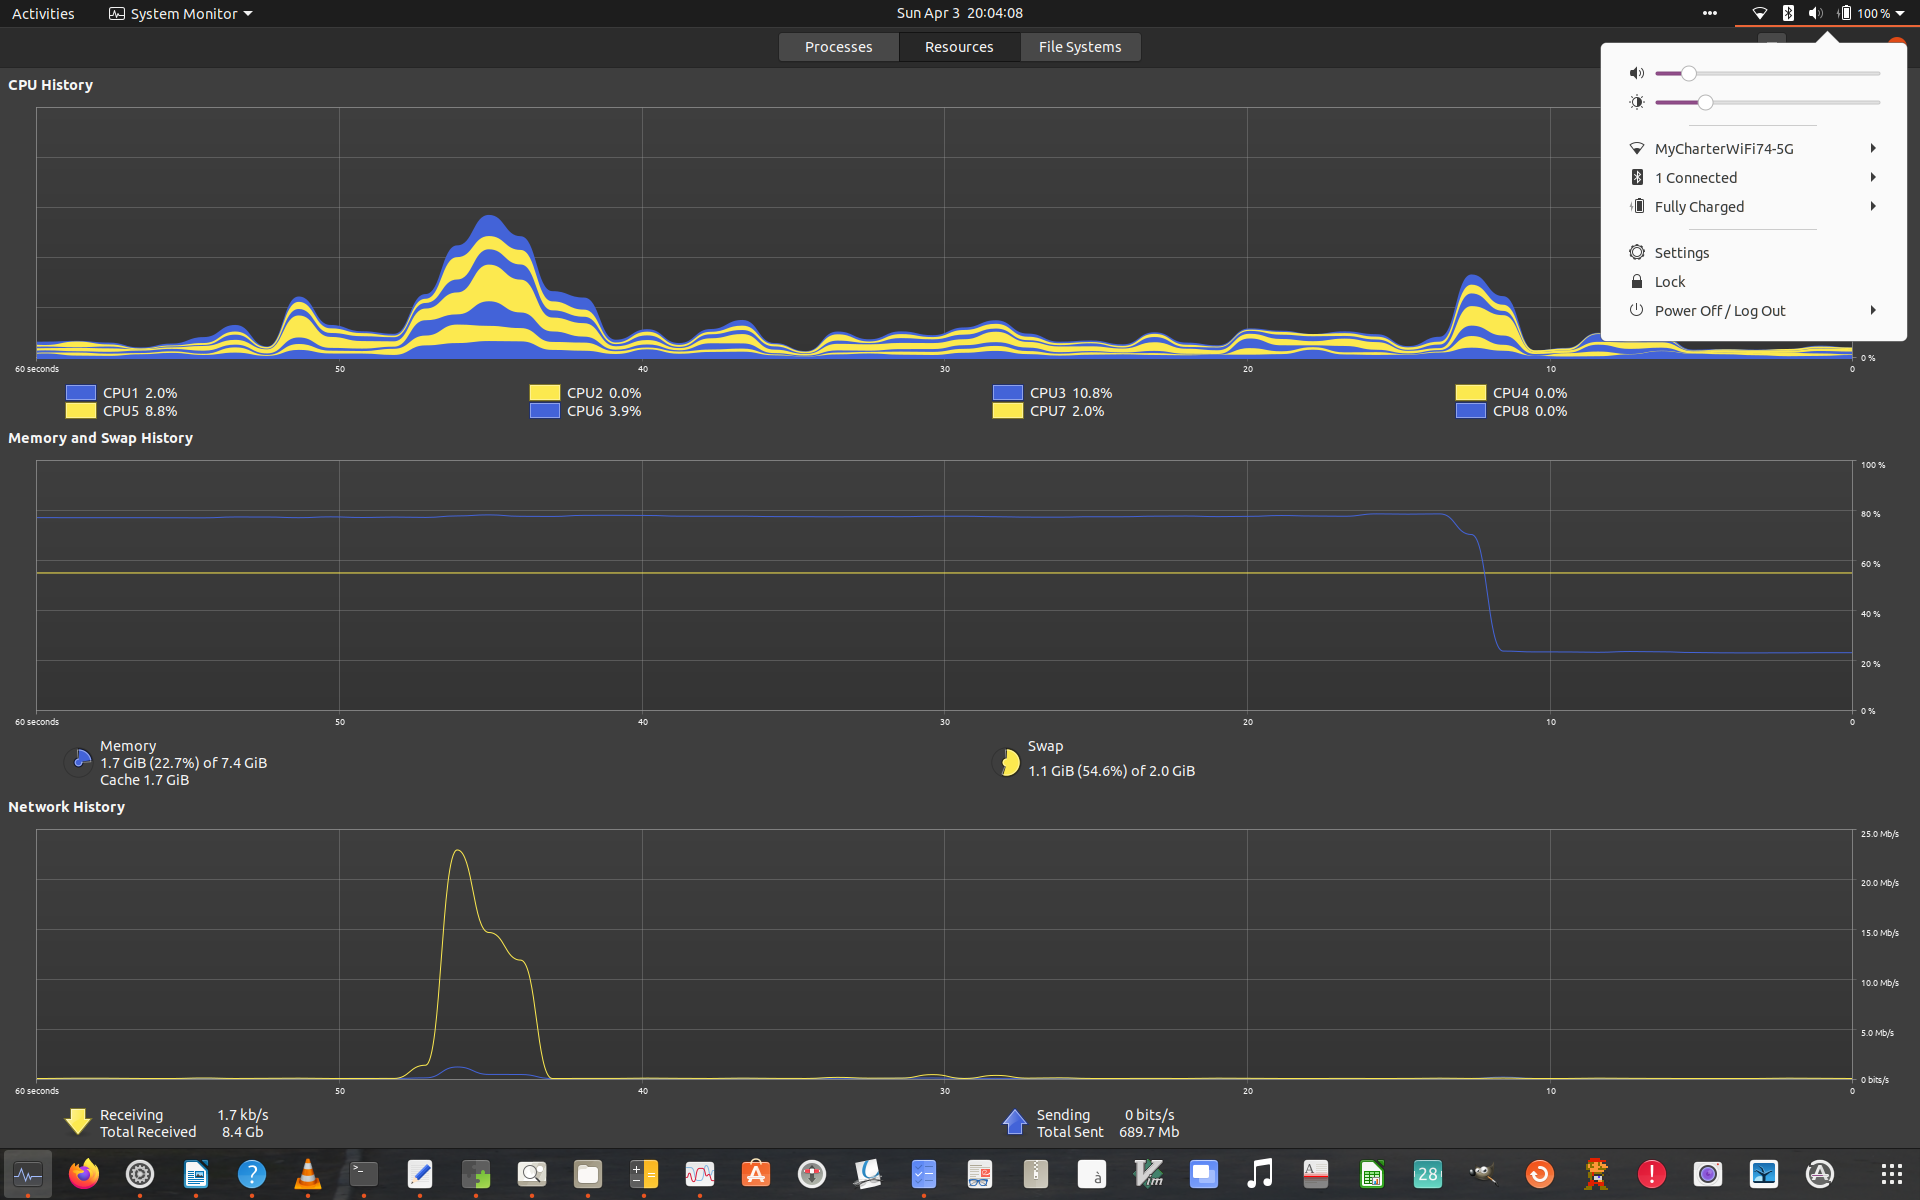 Activities System Monitor Sun Apr 3 20:04:08 100 %
Processes Resources File Systems
CPU History
MyCharterWiFi74-5G
1 Connected
Fully Charged
Settings
Lock
Power Off / Log Out
0 %
60 seconds 50 40 30 20 10 0
CPU1 2.0% CPU2 0.0% CPU3 10.8% CPU4 0.0%
CPU5 8.8% CPU6 3.9% CPU7 2.0% CPU8 0.0%
Memory and Swap History
100 %
80 %
60 %
40 %
20 %
0 %
60 seconds 50 40 30 20 10 0
Memory
1.7 GiB (22.7%) of 7.4 GiB
Cache 1.7 GiB
Swap
1.1 GiB (54.6%) of 2.0 GiB
Network History
25.0 Mb/s
20.0 Mb/s
15.0 Mb/s
10.0 Mb/s
5.0 Mb/s
0 bits/s
60 seconds 50 40 30 20 10 0
Receiving 1.7 kb/s Sending 0 bits/s
Total Received 8.4 Gb Total Sent 689.7 Mb
? >_ A à Vim A 28 ! A